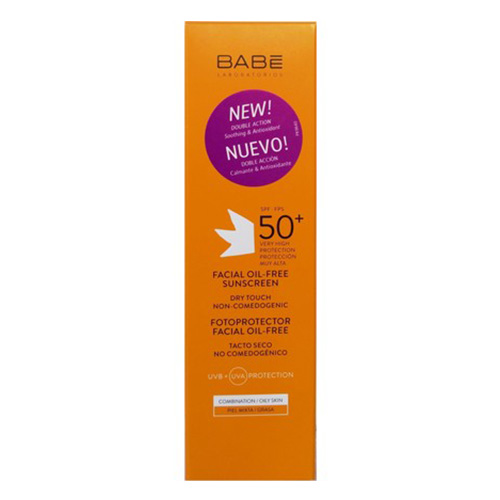 BABĒ
LABORATORIOS
NEW!
DOUBLE ACTION
Soothing & Antioxidant
NUEVO!
DOBLE ACCIÓN
Calmante & Antioxidante
SPF - FPS
50+
VERY HIGH
PROTECTION
PROTECCIÓN
MUY ALTA
FACIAL OIL-FREE
SUNSCREEN
DRY TOUCH
NON-COMEDOGENIC
FOTOPROTECTOR
FACIAL OIL-FREE
TACTO SECO
NO COMEDOGÉNICO
UVB + UVA PROTECTION
COMBINATION / OILY SKIN
PIEL MIXTA / GRASA